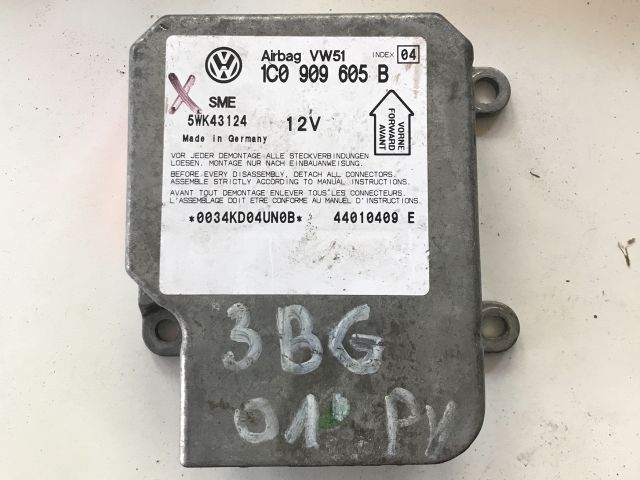 Airbag VW51 INDEX 04
1C0 909 605 B
X SME
5WK43124 12V
Made in Germany
VORNE
FORWARD
AVANT
VOR JEDER DEMONTAGE ALLE STECKVERBINDUNGEN
LOESEN. MONTAGE NUR NACH EINBAUANWEISUNG.
BEFORE EVERY DISASSEMBLY, DETACH ALL CONNECTORS.
ASSEMBLE STRICTLY ACCORDING TO MANUAL INSTRUCTIONS.
AVANT TOUT DEMONTAGE ENLEVER TOUS LES CONNECTEURS.
L'ASSEMBLAGE DOIT ETRE CONFORME AU MANUEL D'INSTRUCTIONS.
*0034KD04UN0B* 44010409 E
3BG
01